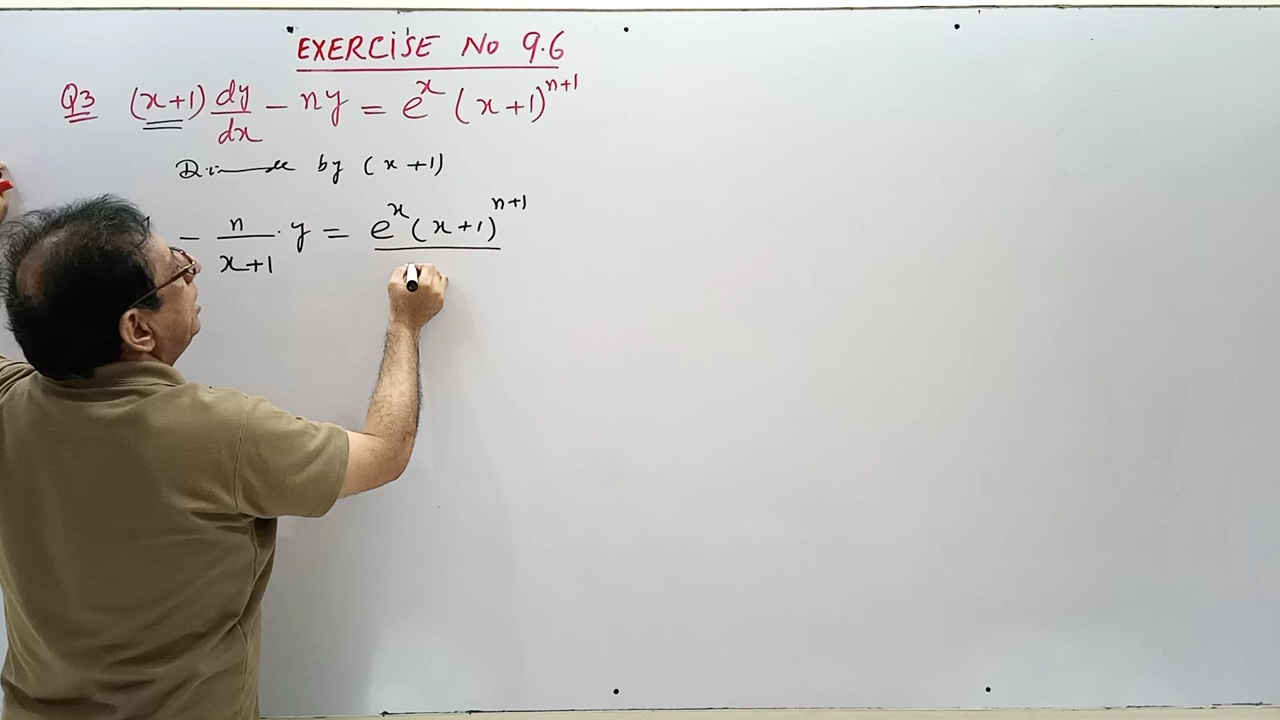 EXERCISE No 9.6
Q3 (x+1) dy/dx - ny = e^x (x+1)^n+1
by (x+1)
- n/x+1 . y = e^x (x+1)^n+1